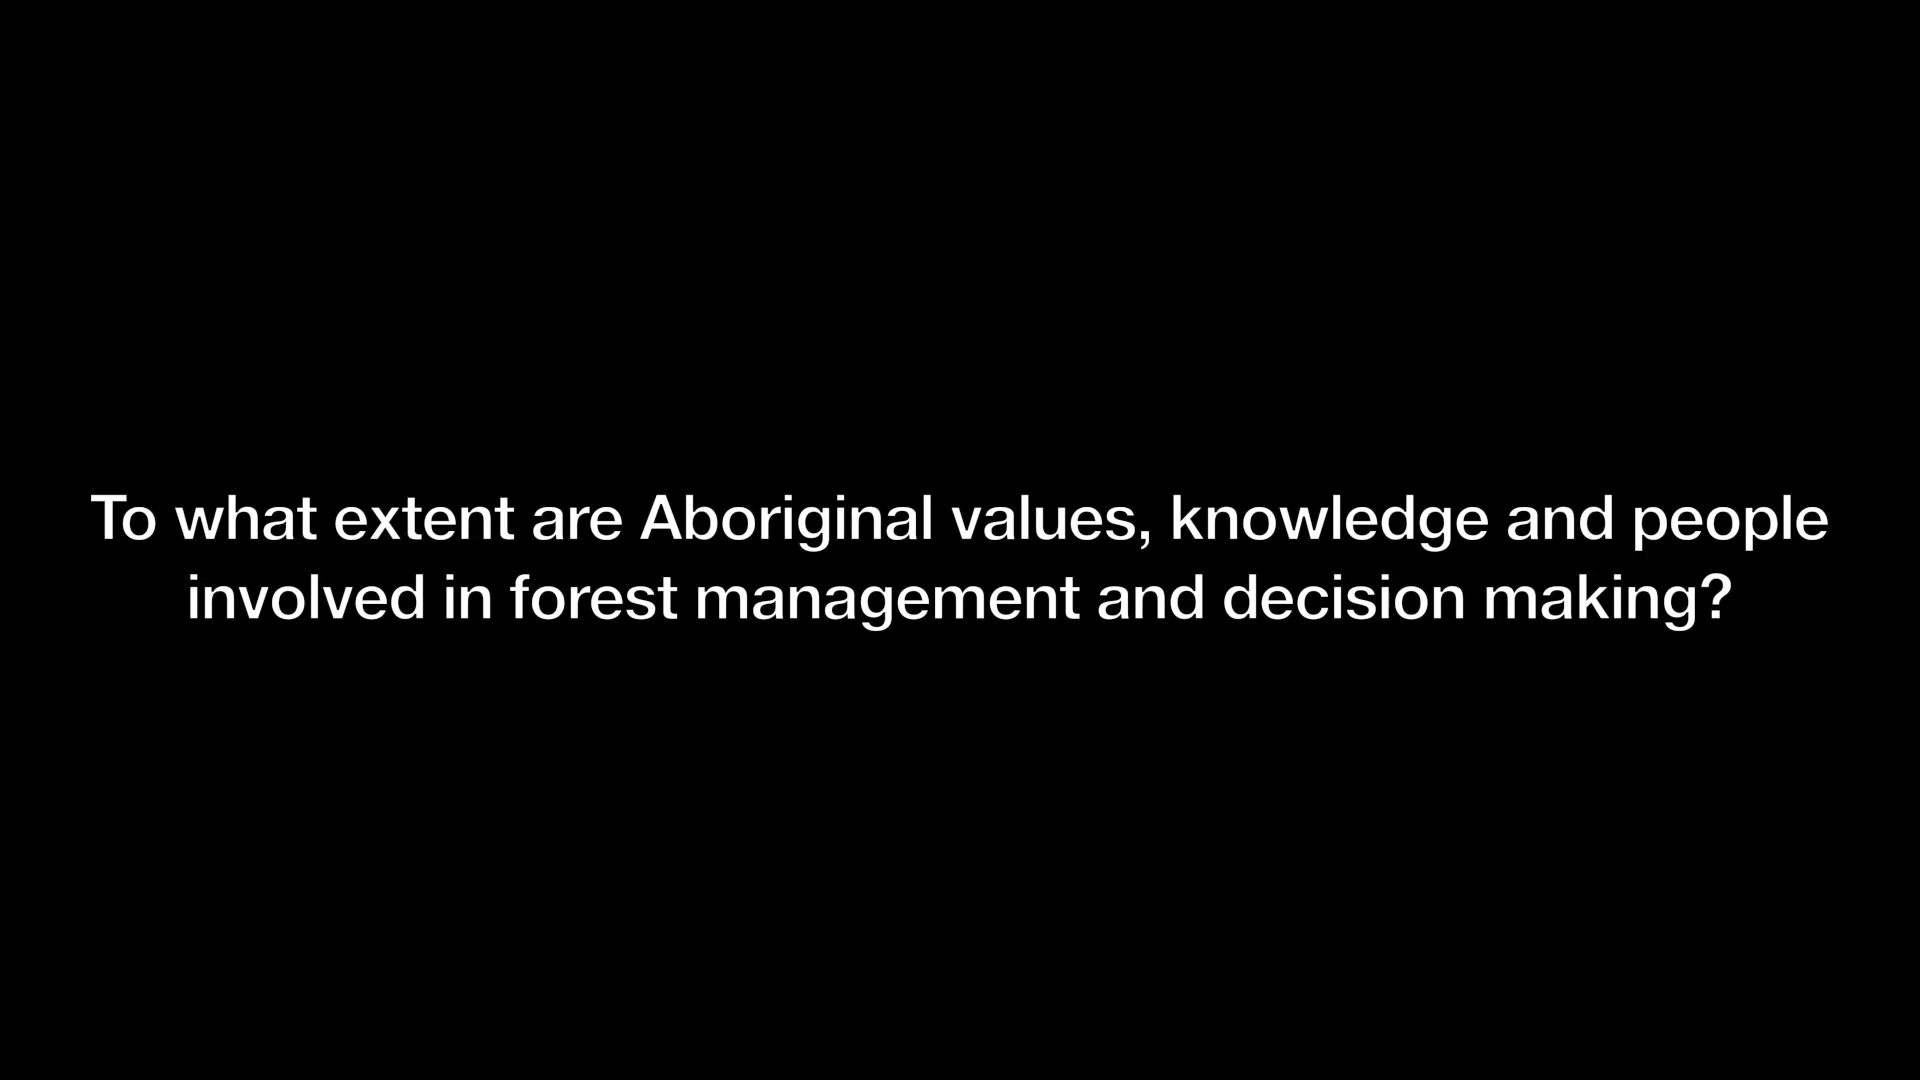 To what extent are Aboriginal values, knowledge and people
involved in forest management and decision making?